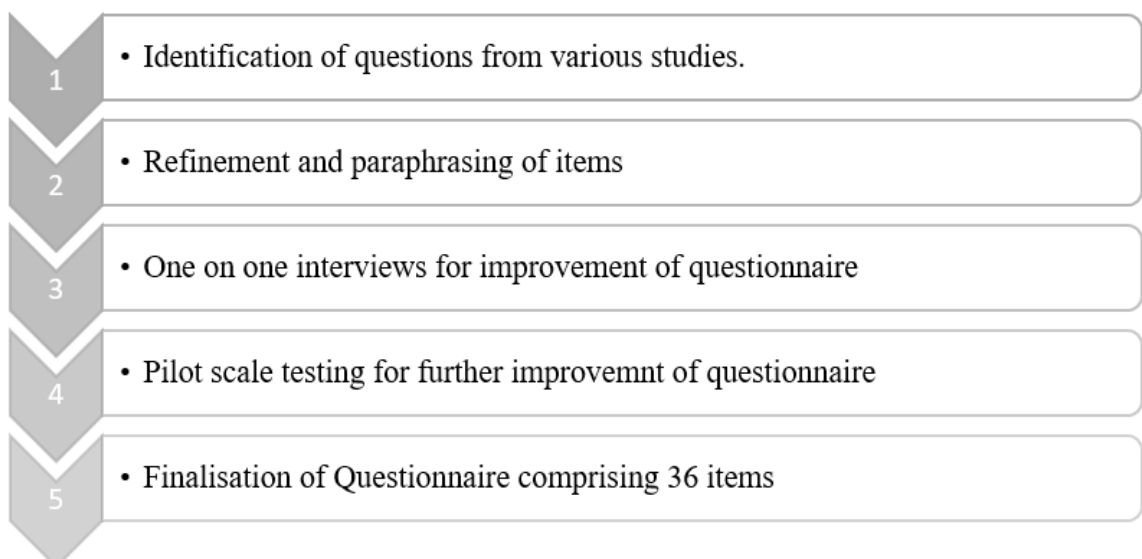 1
• Identification of questions from various studies.
2
• Refinement and paraphrasing of items
3
• One on one interviews for improvement of questionnaire
4
• Pilot scale testing for further improvemnt of questionnaire
5
• Finalisation of Questionnaire comprising 36 items